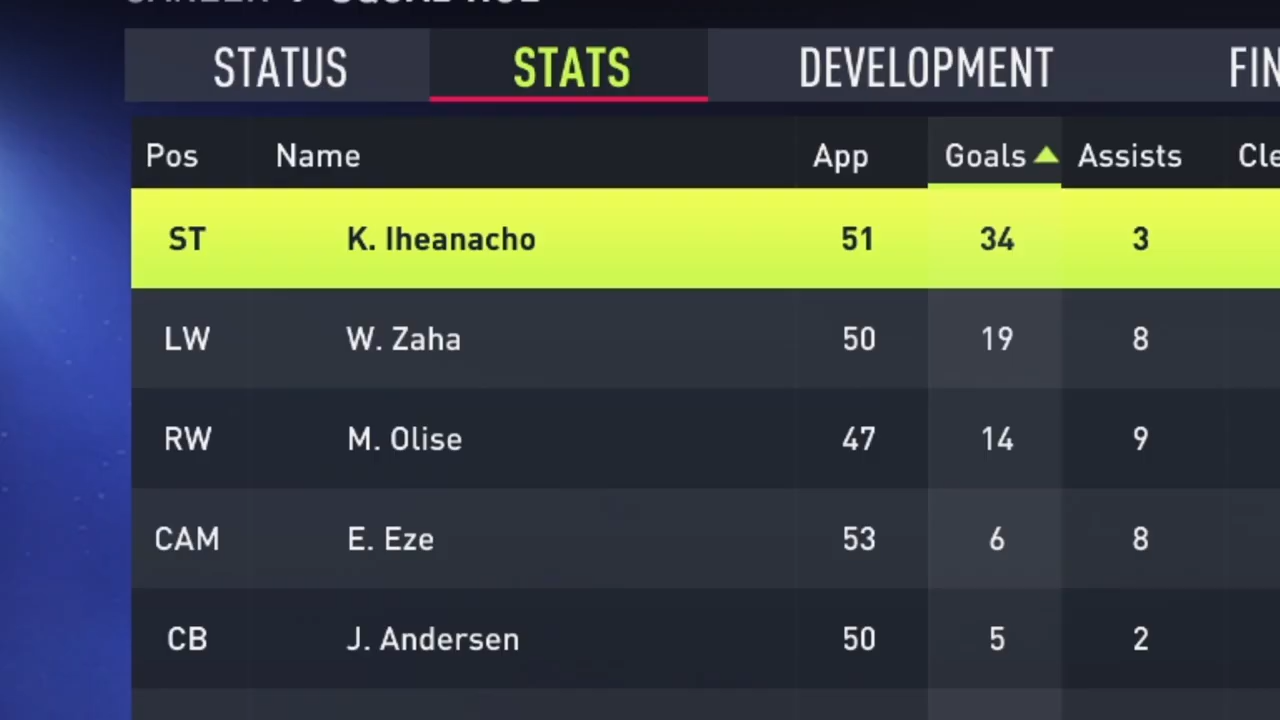 STATUS STATS DEVELOPMENT
Pos Name App Goals Assists
ST K. Iheanacho 51 34 3
LW W. Zaha 50 19 8
RW M. Olise 47 14 9
CAM E. Eze 53 6 8
CB J. Andersen 50 5 2